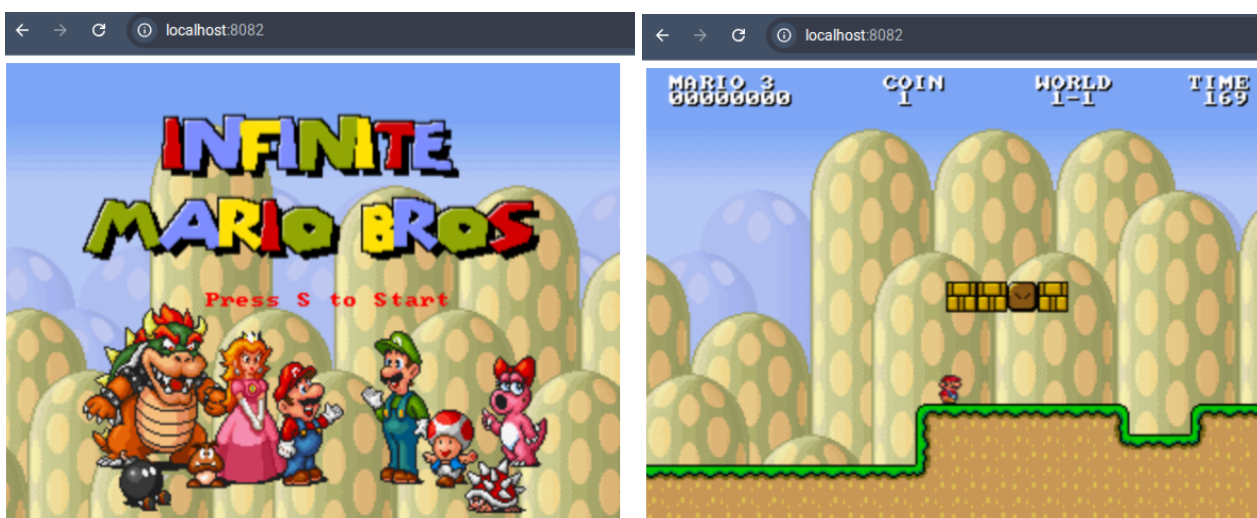 localhost:8082
INFINITE
MARIO BROS
Press S to Start
localhost:8082
MARIO 3 COIN WORLD TIME
00000000 1 1-1 169